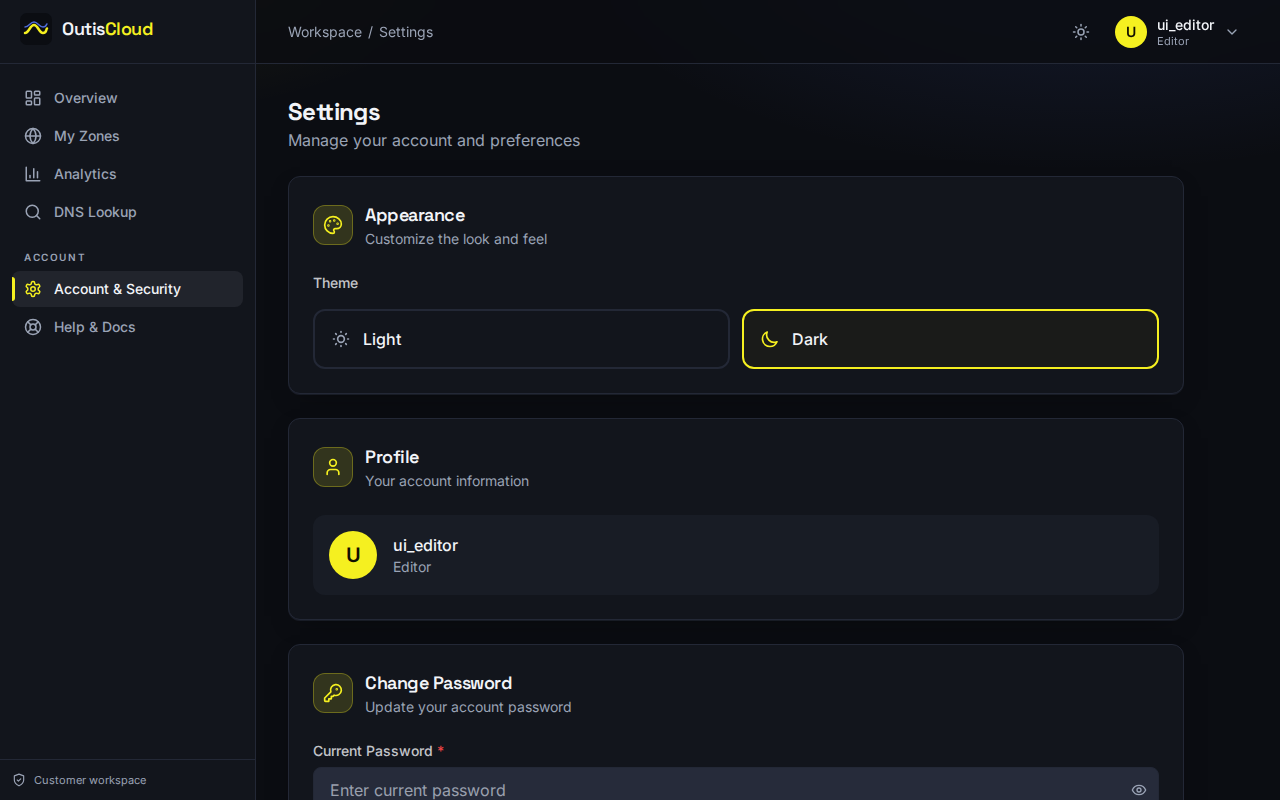 OutisCloud
Workspace / Settings
U
ui_editor
Editor
Overview
My Zones
Analytics
DNS Lookup
ACCOUNT
Account & Security
Help & Docs
Customer workspace
Settings
Manage your account and preferences
Appearance
Customize the look and feel
Theme
Light
Dark
Profile
Your account information
U
ui_editor
Editor
Change Password
Update your account password
Current Password *
Enter current password